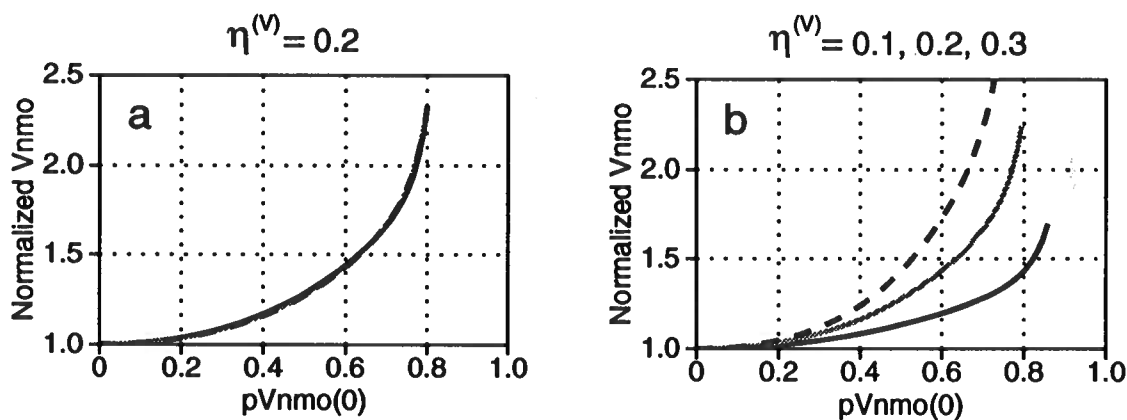 η(V) = 0.2
2.5
2.0
1.5
1.0
Normalized Vnmo
a
0 0.2 0.4 0.6 0.8 1.0
pVnmo(0)
η(V) = 0.1, 0.2, 0.3
2.5
2.0
1.5
1.0
Normalized Vnmo
b
0 0.2 0.4 0.6 0.8 1.0
pVnmo(0)